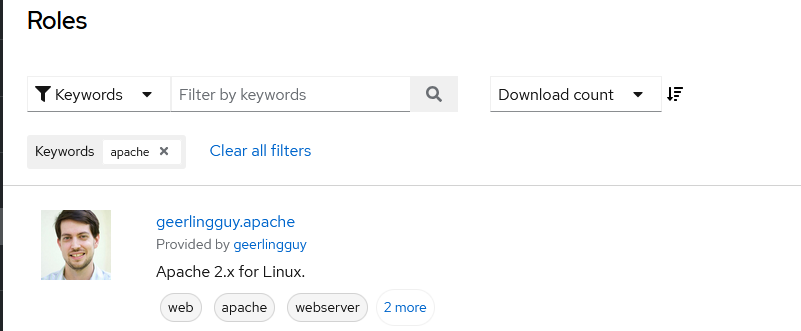 Roles
Keywords Filter by keywords Download count
Keywords apache Clear all filters
geerlingguy.apache
Provided by geerlingguy
Apache 2.x for Linux.
web apache webserver 2 more